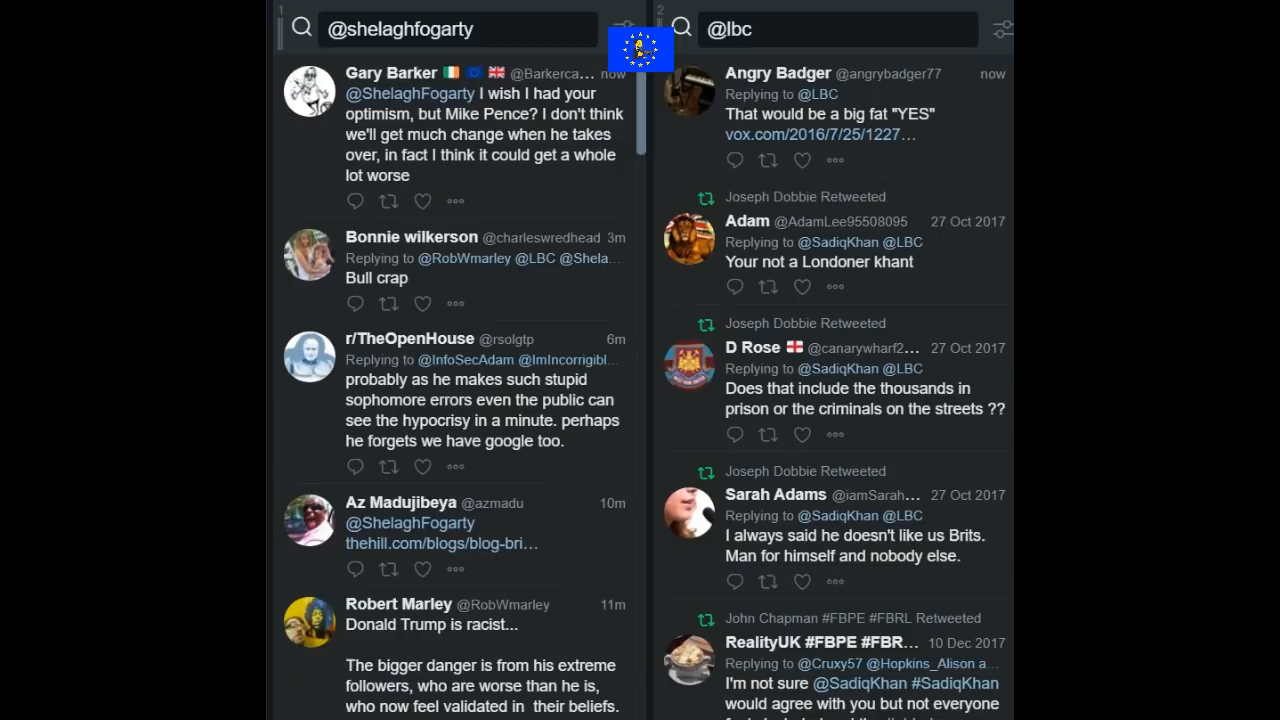 1
@shelaghfogarty
Gary Barker @Barkerca... now
@ShelaghFogarty I wish I had your
optimism, but Mike Pence? I don't think
we'll get much change when he takes
over, in fact I think it could get a whole
lot worse
Bonnie wilkerson @charleswredhead 3m
Replying to @RobWmarley @LBC @Shela...
Bull crap
r/TheOpenHouse @rsolgtp 6m
Replying to @InfoSecAdam @ImIncorrigibl...
probably as he makes such stupid
sophomore errors even the public can
see the hypocrisy in a minute. perhaps
he forgets we have google too.
Az Madujibeya @azmadu 10m
@ShelaghFogarty
thehill.com/blogs/blog-bri...
Robert Marley @RobWmarley 11m
Donald Trump is racist...
The bigger danger is from his extreme
followers, who are worse than he is,
who now feel validated in their beliefs.
2
@lbc
Angry Badger @angrybadger77 now
Replying to @LBC
That would be a big fat "YES"
vox.com/2016/7/25/1227...
Joseph Dobbie Retweeted
Adam @AdamLee95508095 27 Oct 2017
Replying to @SadiqKhan @LBC
Your not a Londoner khant
Joseph Dobbie Retweeted
D Rose @canarywharf2... 27 Oct 2017
Replying to @SadiqKhan @LBC
Does that include the thousands in
prison or the criminals on the streets ??
Joseph Dobbie Retweeted
Sarah Adams @iamSarah... 27 Oct 2017
Replying to @SadiqKhan @LBC
I always said he doesn't like us Brits.
Man for himself and nobody else.
John Chapman #FBPE #FBRL Retweeted
RealityUK #FBPE #FBR... 10 Dec 2017
Replying to @Cruxy57 @Hopkins_Alison a...
I'm not sure @SadiqKhan #SadiqKhan
would agree with you but not everyone